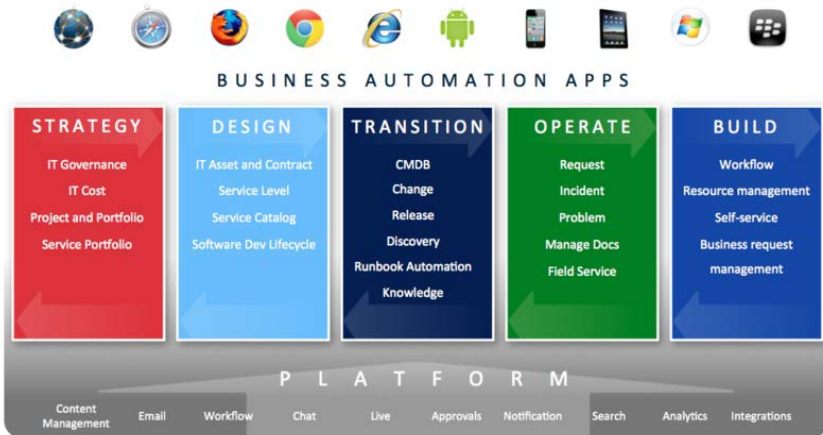 BUSINESS AUTOMATION APPS
STRATEGY
IT Governance
IT Cost
Project and Portfolio
Service Portfolio
DESIGN
IT Asset and Contract
Service Level
Service Catalog
Software Dev Lifecycle
TRANSITION
CMDB
Change
Release
Discovery
Runbook Automation
Knowledge
OPERATE
Request
Incident
Problem
Manage Docs
Field Service
BUILD
Workflow
Resource management
Self-service
Business request
management
PLATFORM
Content
Management
Email
Workflow
Chat
Live
Approvals
Notification
Search
Analytics
Integrations